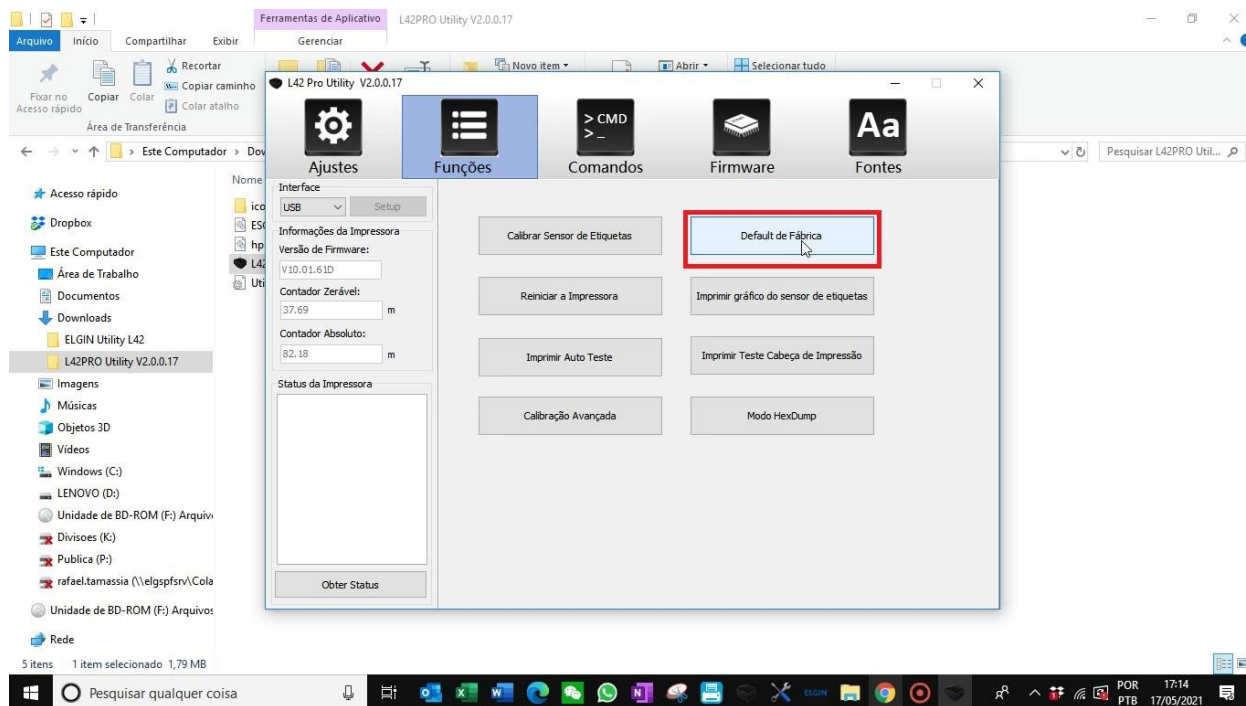 Ferramentas de Aplicativo
L42PRO Utility V2.0.0.17
Arquivo
Início
Compartilhar
Exibir
Gerenciar
Fixar no
Acesso rápido
Copiar
Colar
Recortar
Copiar caminho
Colar atalho
Área de Transferência
Novo item
Abrir
Selecionar tudo
Este Computador
Pesquisar L42PRO Util...
Acesso rápido
Dropbox
Este Computador
Área de Trabalho
Documentos
Downloads
ELGIN Utility L42
L42PRO Utility V2.0.0.17
Imagens
Músicas
Objetos 3D
Vídeos
Windows (C:)
LENOVO (D:)
Unidade de BD-ROM (F:) Arquiv
Divisoes (K:)
Publica (P:)
rafael.tamassia (\\elgspfsrv\Cola
Unidade de BD-ROM (F:) Arquivos
Rede
Nome
ico
hp
L42
Uti
L42 Pro Utility V2.0.0.17
> CMD
>_
Aa
Ajustes
Funções
Comandos
Firmware
Fontes
Interface
USB
Setup
Informações da Impressora
Versão de Firmware:
V10.01.61D
Contador Zerável:
37.69 m
Contador Absoluto:
82.18 m
Status da Impressora
Obter Status
Calibrar Sensor de Etiquetas
Default de Fábrica
Reiniciar a Impressora
Imprimir gráfico do sensor de etiquetas
Imprimir Auto Teste
Imprimir Teste Cabeça de Impressão
Calibração Avançada
Modo HexDump
5 itens
1 item selecionado 1,79 MB
Pesquisar qualquer coisa
ELGIN
POR
PTB
17:14
17/05/2021